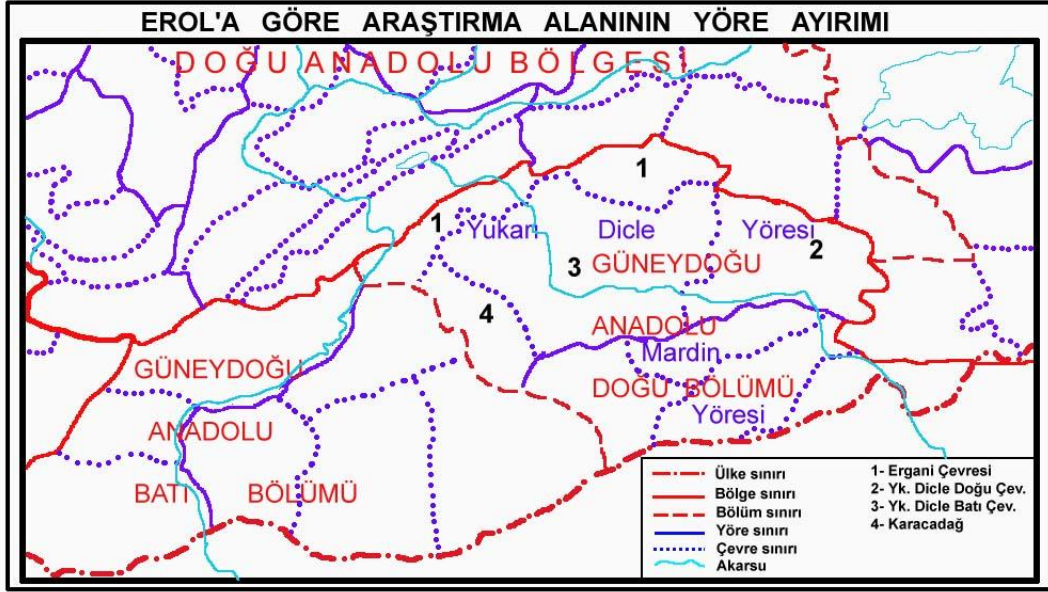 EROL'A GÖRE ARAŞTIRMA ALANININ YÖRE AYIRIMI
DOĞU ANADOLU BÖLGESİ
1
1
Yukarı Dicle Yöresi
2
3
GÜNEYDOĞU
4
ANADOLU
Mardin
GÜNEYDOĞU
DOĞU BÖLÜMÜ
Yöresi
ANADOLU
BATI BÖLÜMÜ
Ülke sınırı
Bölge sınırı
Bölüm sınırı
Yöre sınırı
Çevre sınırı
Akarsu
1- Ergani Çevresi
2- Yk. Dicle Doğu Çev.
3- Yk. Dicle Batı Çev.
4- Karacadağ